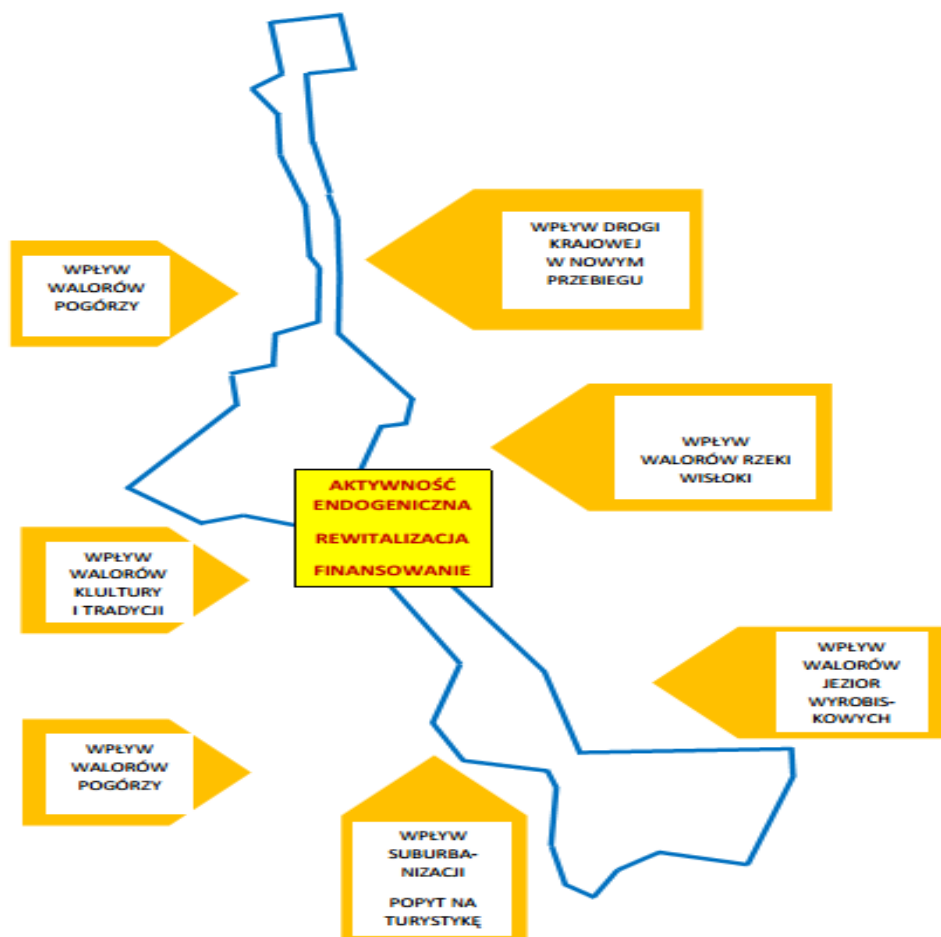 WPŁYW DROGI
KRAJOWEJ
W NOWYM
PRZEBIEGU
WPŁYW
WALORÓW
POGÓRZY
WPŁYW
WALORÓW RZEKI
WISŁOKI
AKTYWNOŚĆ
ENDOGENICZNA
REWITALIZACJA
FINANSOWANIE
WPŁYW
WALORÓW
KLULTURY
I TRADYCJI
WPŁYW
WALORÓW
JEZIOR
WYROBIS-
KOWYCH
WPŁYW
WALORÓW
POGÓRZY
WPŁYW
SUBURBA-
NIZACJI
POPYT NA
TURYSTYKĘ